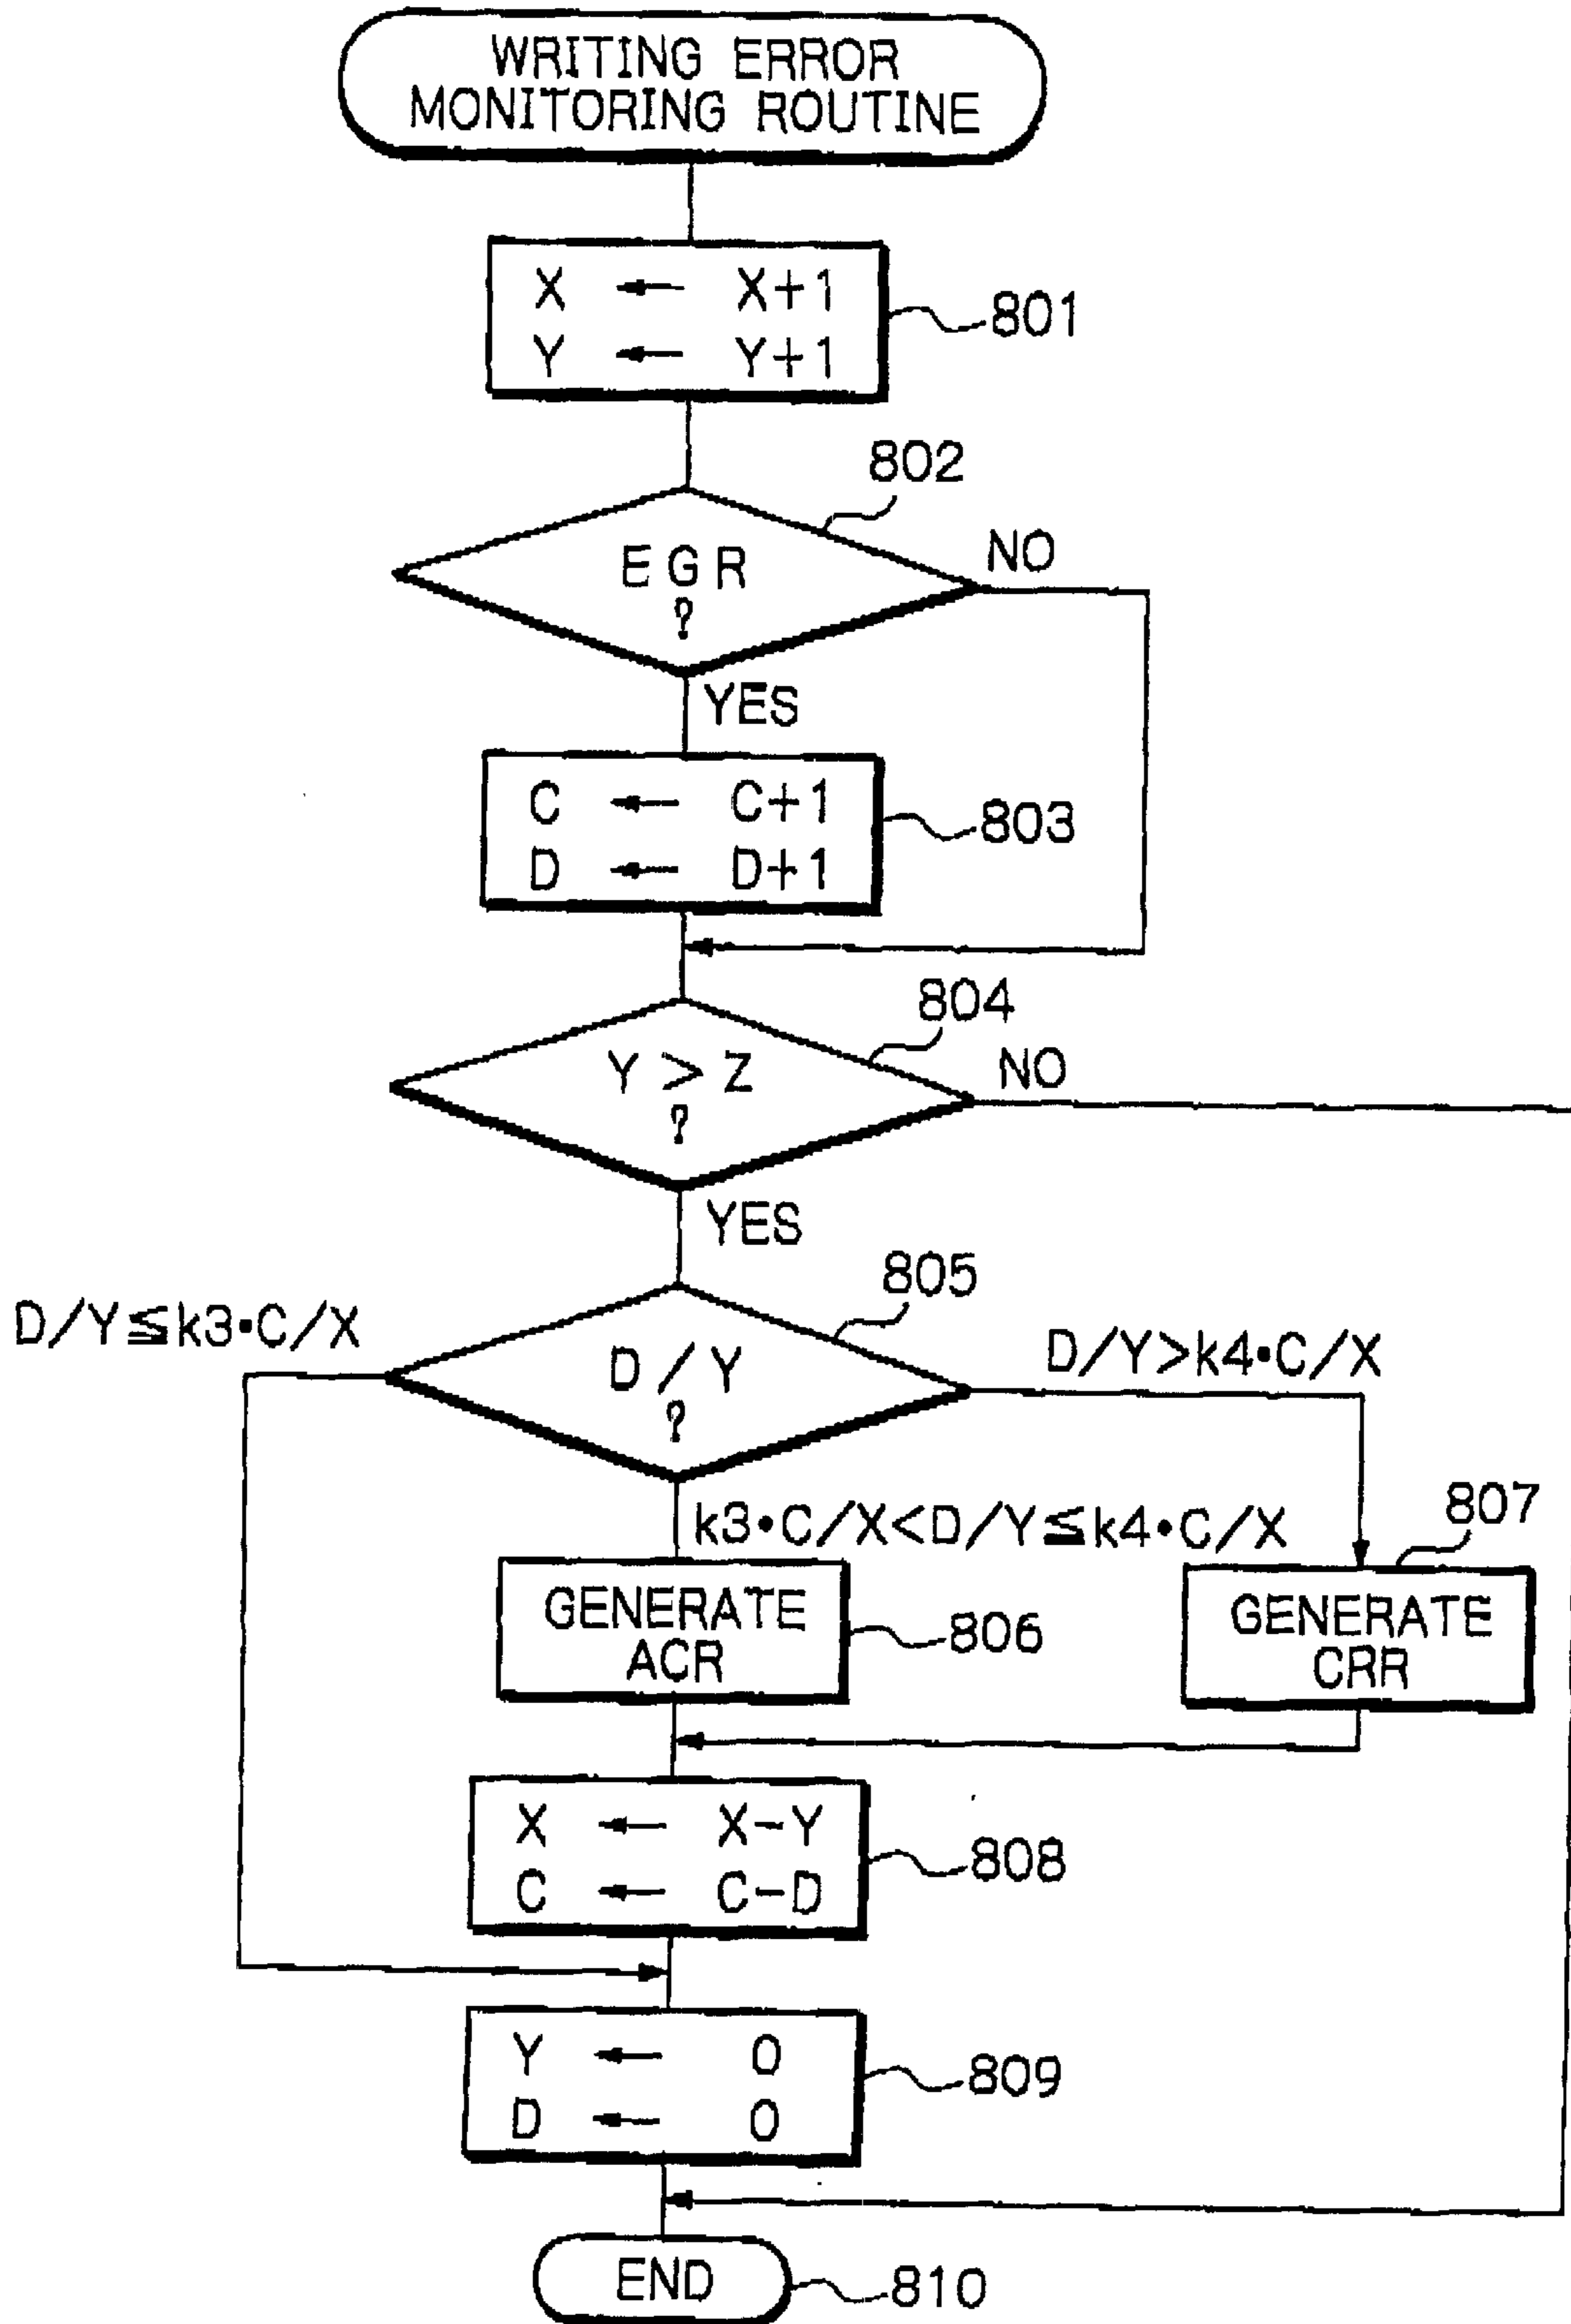 WRITING ERROR
MONITORING ROUTINE
X ← X+1
Y ← Y+1
801
802
EGR
?
NO
YES
C ← C+1
D ← D+1
803
804
Y > Z
?
NO
YES
805
D/Y≦k3•C/X
D/Y
?
D/Y>k4•C/X
k3•C/X<D/Y≦k4•C/X
807
GENERATE
ACR
806
GENERATE
CRR
X ← X-Y
C ← C-D
808
Y ← 0
D ← 0
809
END
810